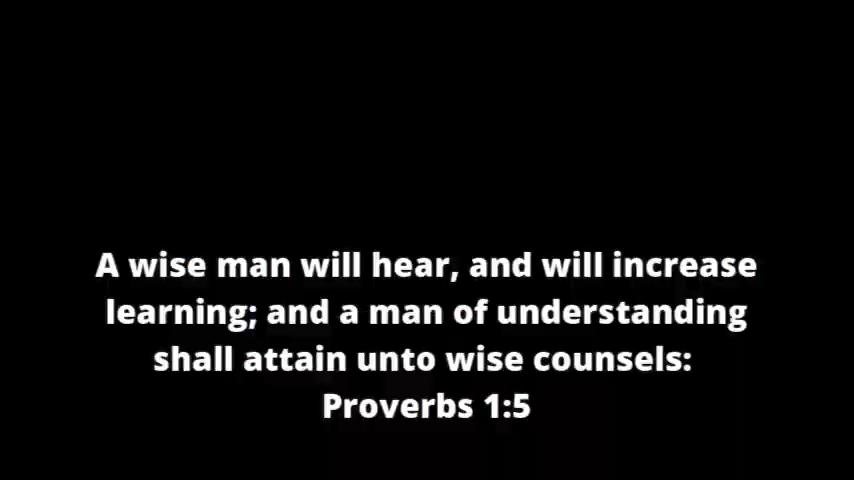 A wise man will hear, and will increase
learning; and a man of understanding
shall attain unto wise counsels:
Proverbs 1:5